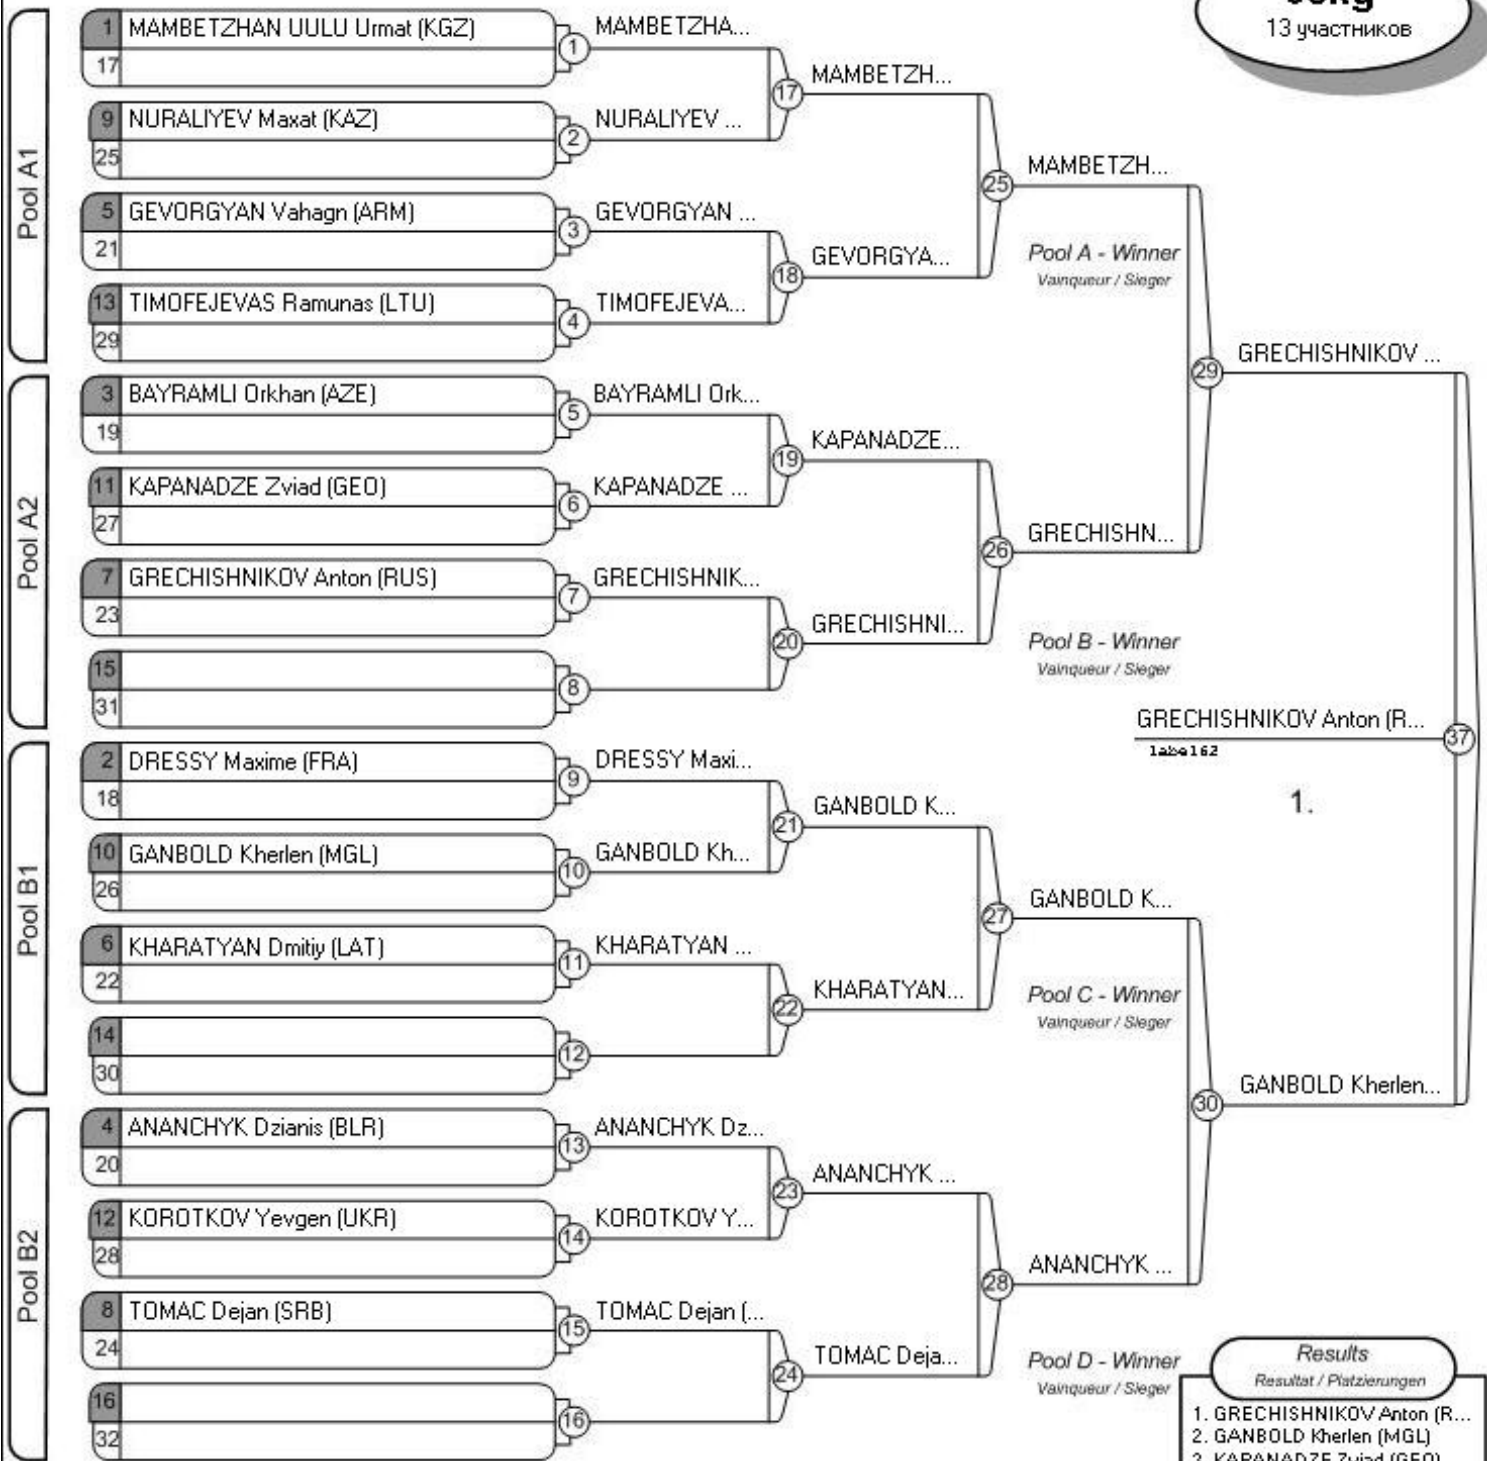 13 участников
Pool A1
1 MAMBETZHAN UULU Urmat (KGZ)
17
1
MAMBETZHA...
9 NURALIYEV Maxat (KAZ)
25
2
NURALIYEV ...
17
MAMBETZH...
5 GEVORGYAN Vahagn (ARM)
21
3
GEVORGYAN ...
13 TIMOFEJEVAS Ramunas (LTU)
29
4
TIMOFEJEVA...
18
GEVORGYA...
25
MAMBETZH...
Pool A - Winner
Vainqueur / Sieger
Pool A2
3 BAYRAMLI Orkhan (AZE)
19
5
BAYRAMLI Ork...
11 KAPANADZE Zviad (GEO)
27
6
KAPANADZE ...
19
KAPANADZE...
7 GRECHISHNIKOV Anton (RUS)
23
7
GRECHISHNIK...
15
31
8
20
GRECHISHNI...
26
GRECHISHN...
29
GRECHISHNIKOV ...
Pool B - Winner
Vainqueur / Sieger
GRECHISHNIKOV Anton (R...
37
label62
1.
Pool B1
2 DRESSY Maxime (FRA)
18
9
DRESSY Maxi...
10 GANBOLD Kherlen (MGL)
26
10
GANBOLD Kh...
21
GANBOLD K...
6 KHARATYAN Dmitiy (LAT)
22
11
KHARATYAN ...
14
30
12
22
KHARATYAN...
27
GANBOLD K...
Pool C - Winner
Vainqueur / Sieger
Pool B2
4 ANANCHYK Dzianis (BLR)
20
13
ANANCHYK Dz...
12 KOROTKOV Yevgen (UKR)
28
14
KOROTKOV Y...
23
ANANCHYK ...
8 TOMAC Dejan (SRB)
24
15
TOMAC Dejan (...
16
32
16
24
TOMAC Deja...
28
ANANCHYK ...
30
GANBOLD Kherlen...
Pool D - Winner
Vainqueur / Sieger
Results
Resultat / Platzierungen
1. GRECHISHNIKOV Anton (R...
2. GANBOLD Kherlen (MGL)
KAPANADZE Zviad (GEO)